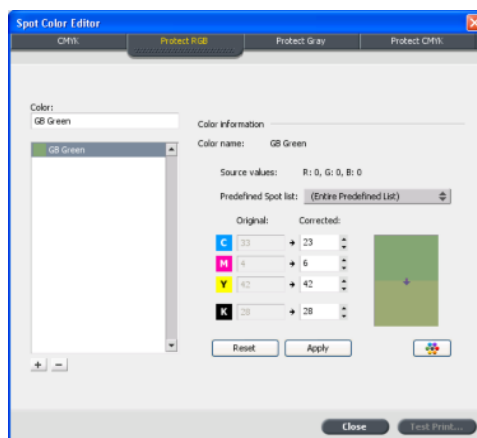 Spot Color Editor
CMYK Protect RGB Protect Gray Protect CMYK
Color:
GB Green
GB Green
Color information
Color name: GB Green
Source values: R: 0, G: 0, B: 0
Predefined Spot list: (Entire Predefined List)
Original: Corrected:
C 33 23
M 4 6
Y 42 42
K 28 28
Reset Apply
Close Test Print...